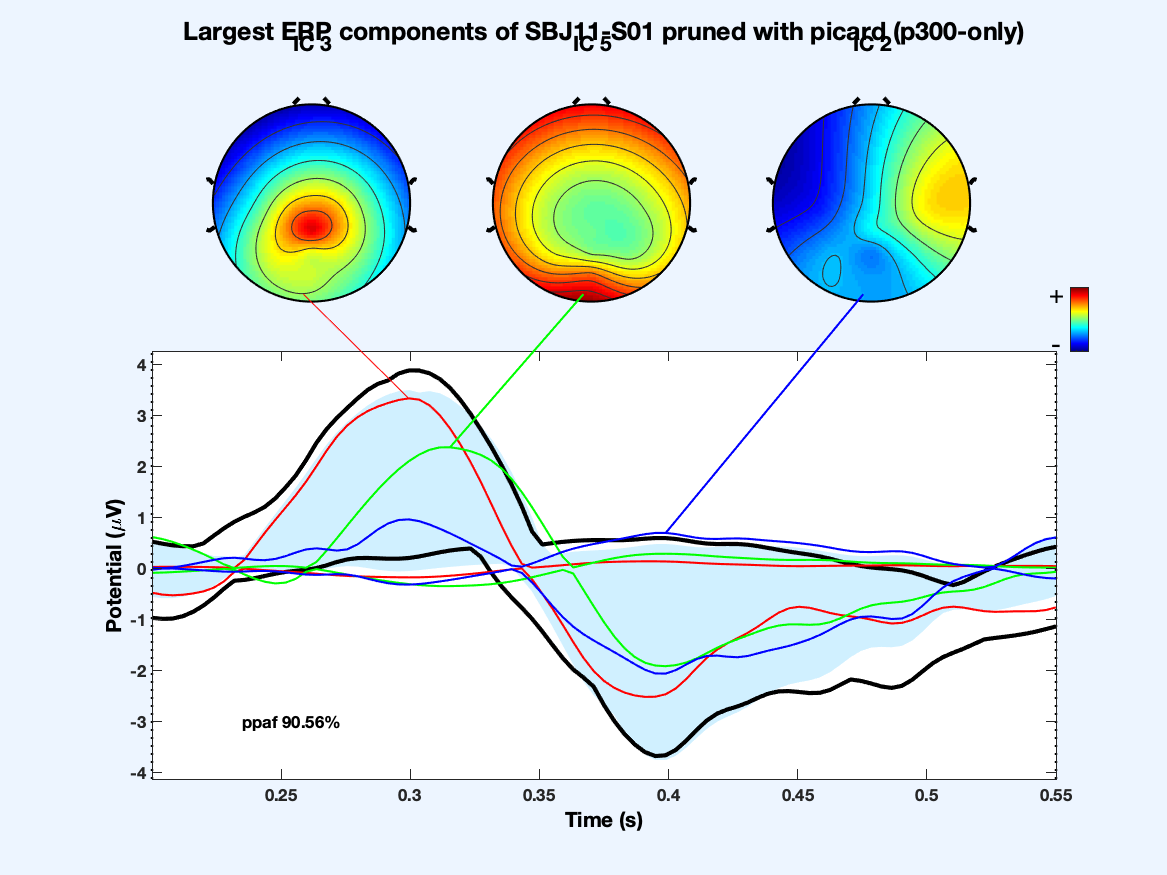 Largest ERP components of SBJ11-S01 pruned with picard (p300-only)
IC 3 IC 5 IC 2
+
-
4
3
2
1
0
-1
-2
-3
-4
Potential (μV)
ppaf 90.56%
0.25 0.3 0.35 0.4 0.45 0.5 0.55
Time (s)